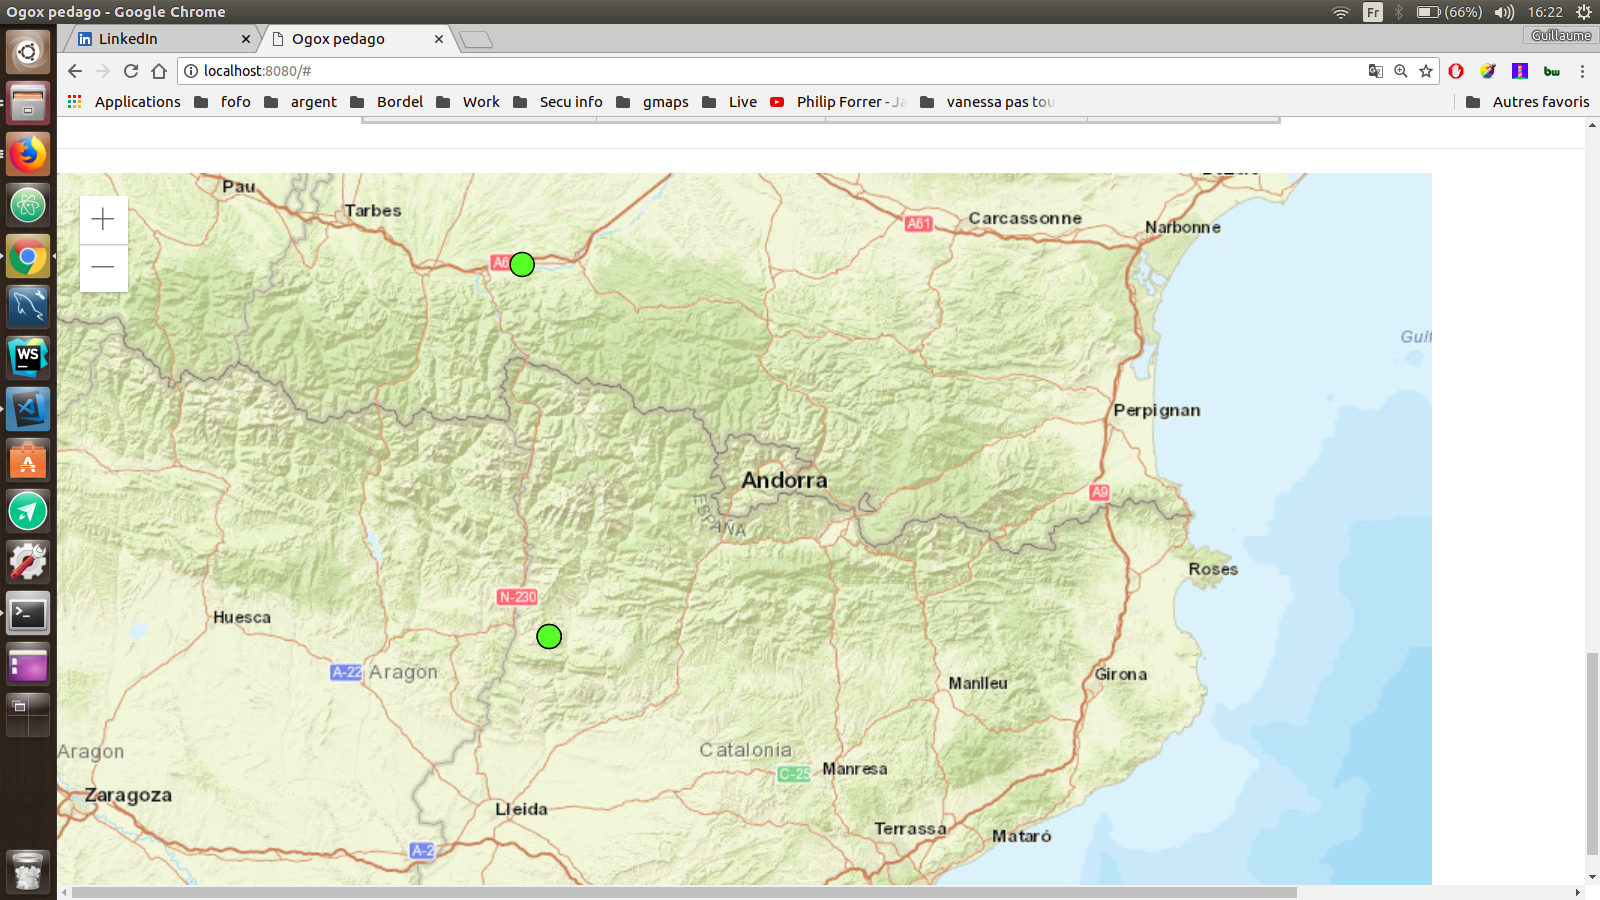 Ogox pedago - Google Chrome
Fr
(66%)
16:22
LinkedIn
Ogox pedago
Guillaume
localhost:8080/#
bw
Applications
fofo
argent
Bordel
Work
Secu info
gmaps
Live
Philip Forrer - Ja
vanessa pas tou
Autres favoris
WS
Pau
Tarbes
A61
Carcassonne
Narbonne
A6
Gulf
Perpignan
Andorra
ESPAÑA
A9
Roses
N-230
Huesca
A-22
Aragon
Manlleu
Girona
Aragon
Catalonia
C-25
Manresa
Zaragoza
Lleida
Terrassa
Mataró
A-2